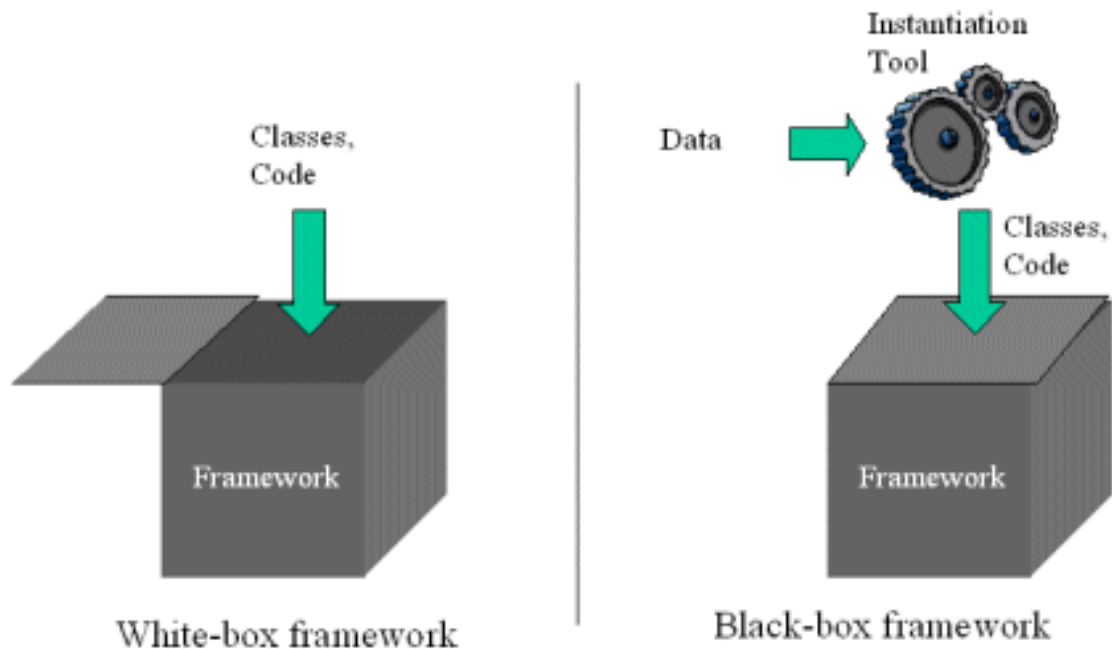 Classes,
Code
Framework
White-box framework
Instantiation
Tool
Data
Classes,
Code
Framework
Black-box framework